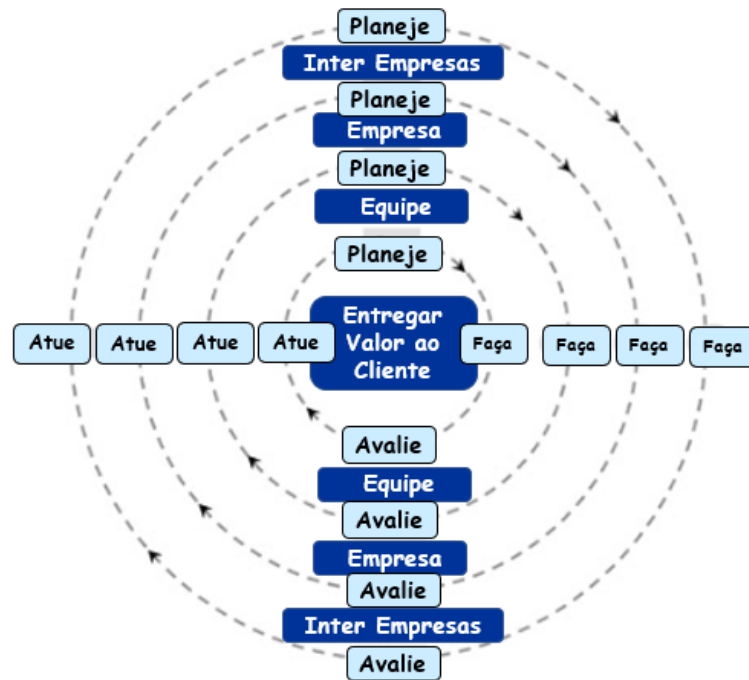 Planeje
Inter Empresas
Planeje
Empresa
Planeje
Equipe
Planeje
Atue
Atue
Atue
Atue
Entregar
Valor ao
Cliente
Faça
Faça
Faça
Faça
Avalie
Equipe
Avalie
Empresa
Avalie
Inter Empresas
Avalie